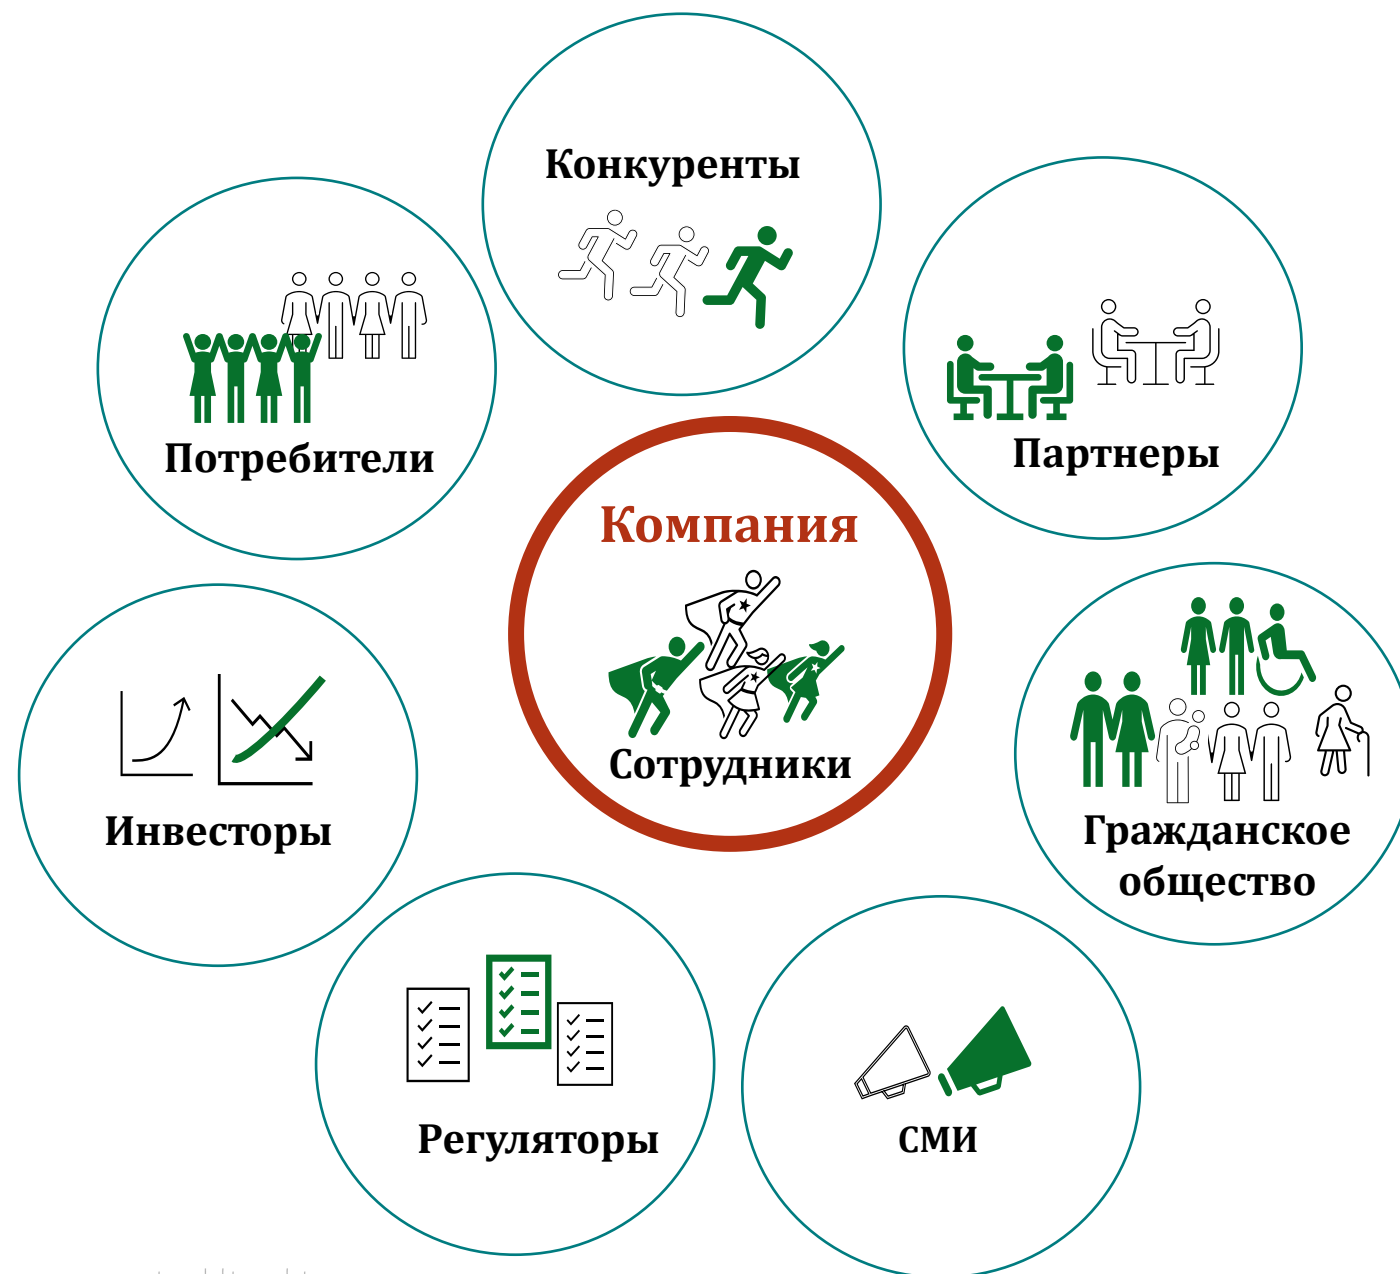 Конкуренты
Потребители
Партнеры
Компания
Сотрудники
Инвесторы
Гражданское
общество
Регуляторы
СМИ